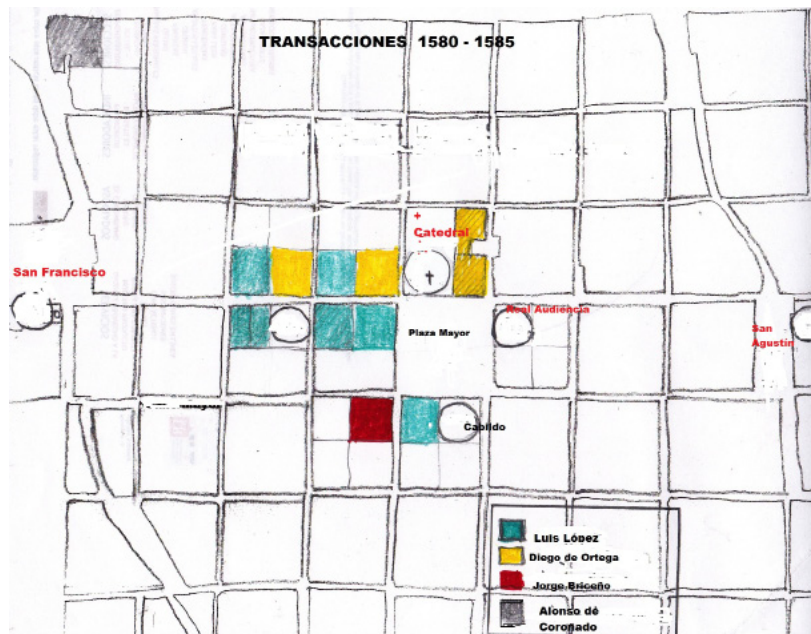 TRANSACCIONES 1580 - 1585
Catedral
San Francisco
Plaza Mayor
Real Audiencia
San
Agustín
Cabildo
Luis López
Diego de Ortega
Jorge Briceño
Alonso de
Coronado